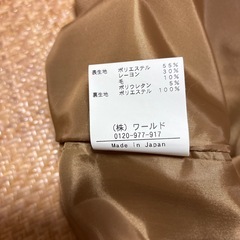 表生地 ポリエステル 55%
レーヨン 30%
毛 10%
ポリウレタン 5%
裏生地 ポリエステル 100%
(株)ワールド
0120-977-917
Made in Japan